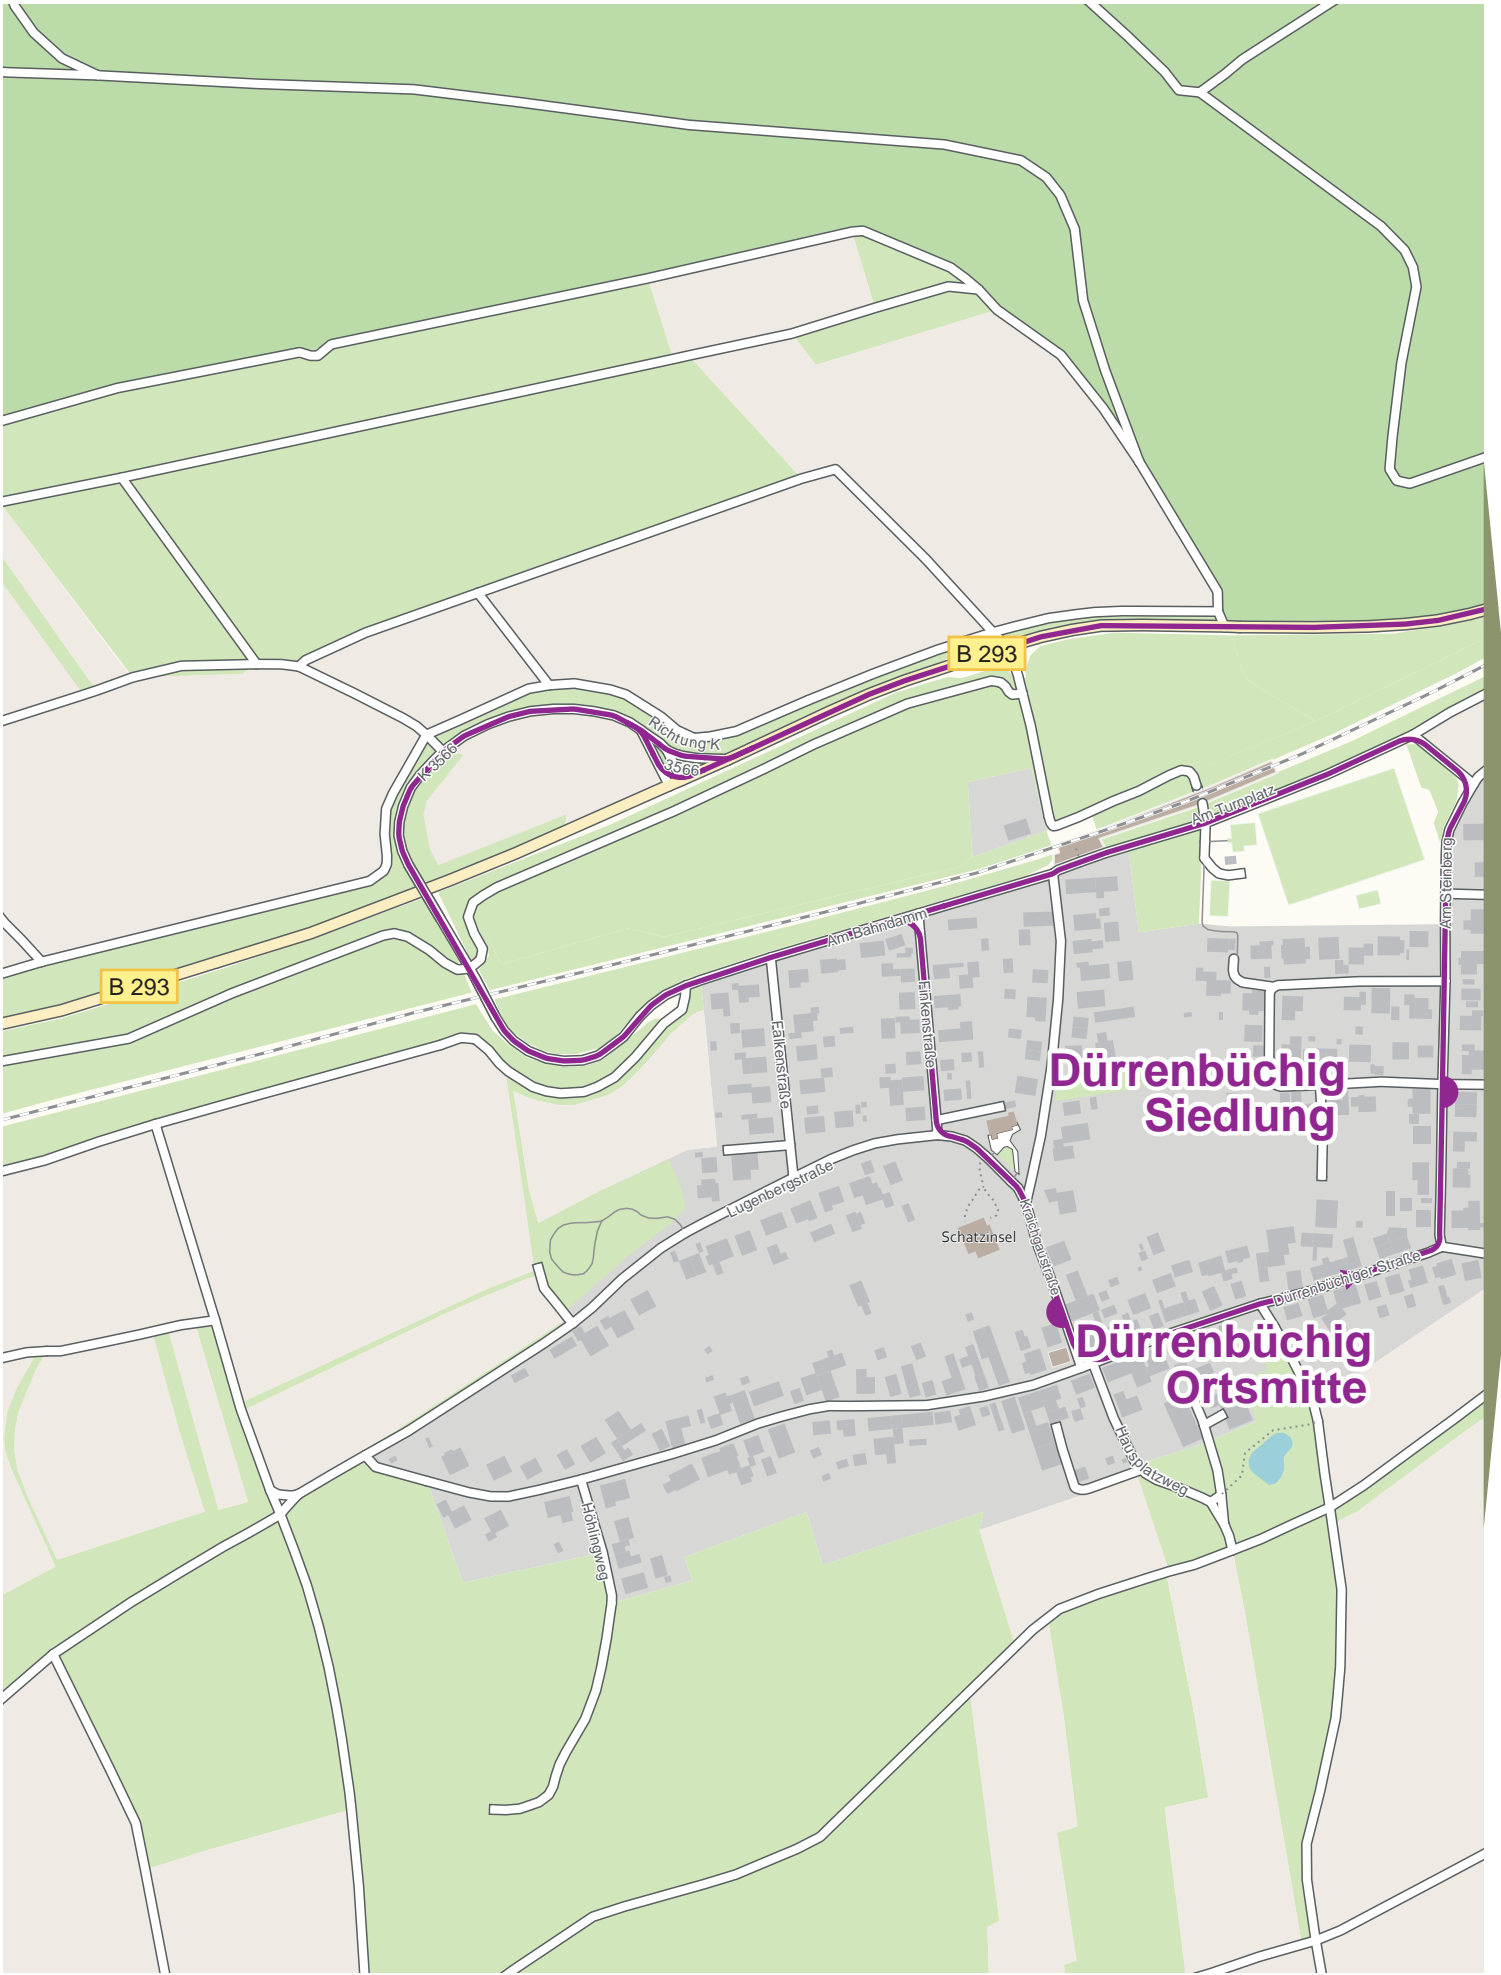 B 293
Richtung K
3566
K 3566
Am Turnplatz
Am Steinberg
Am Bahndamm
B 293
Finkenstraße
Falkenstraße
Dürrenbüchig
Siedlung
Lugenbergstraße
Kraichgaustraße
Schatzinsel
Dürrenbüchiger Straße
Dürrenbüchig
Ortsmitte
Hausplatzweg
Höhlingweg